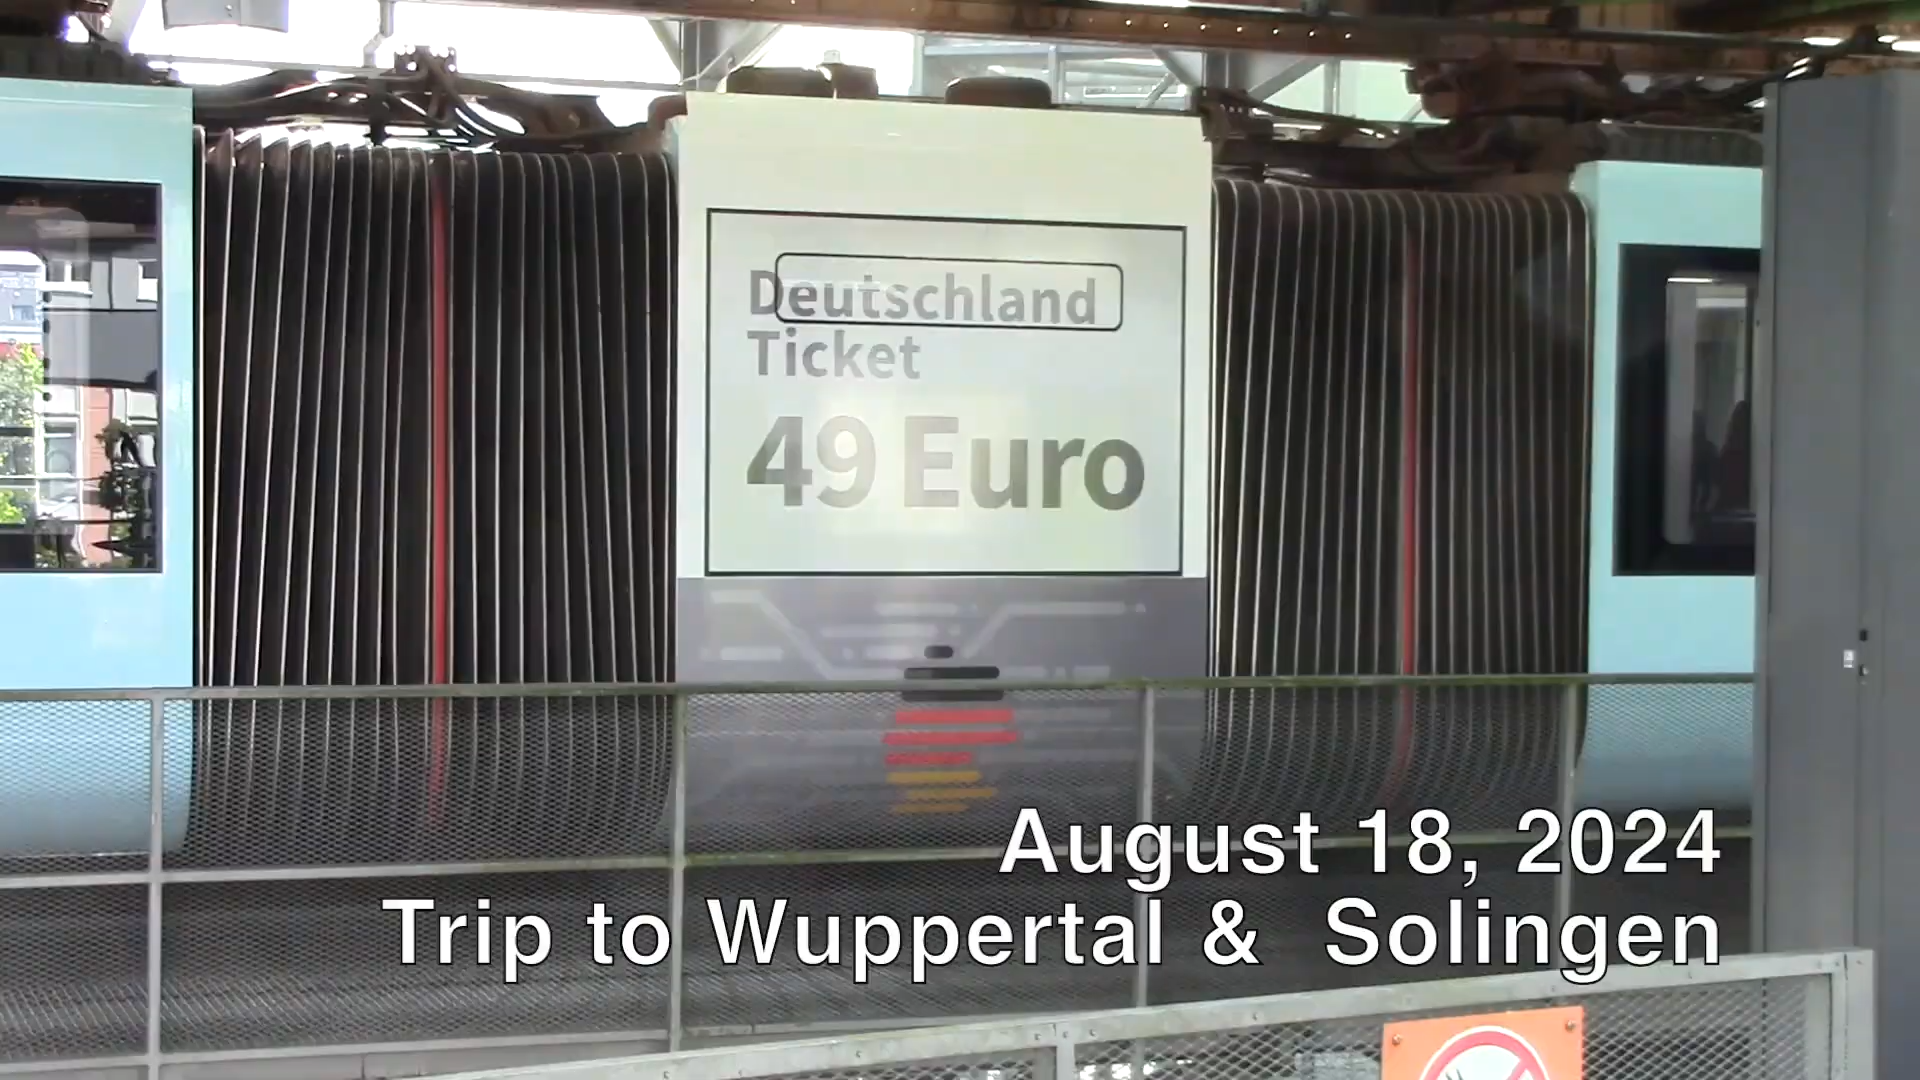 Deutschland
Ticket
49 Euro
August 18, 2024
Trip to Wuppertal & Solingen